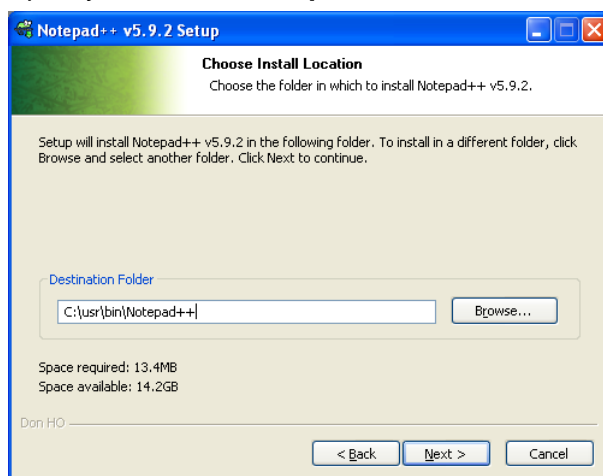 Notepad++ v5.9.2 Setup
Choose Install Location
Choose the folder in which to install Notepad++ v5.9.2.
Setup will install Notepad++ v5.9.2 in the following folder. To install in a different folder, click
Browse and select another folder. Click Next to continue.
Destination Folder
C:\usr\bin\Notepad++
Browse...
Space required: 13.4MB
Space available: 14.2GB
Don HO
< Back
Next >
Cancel